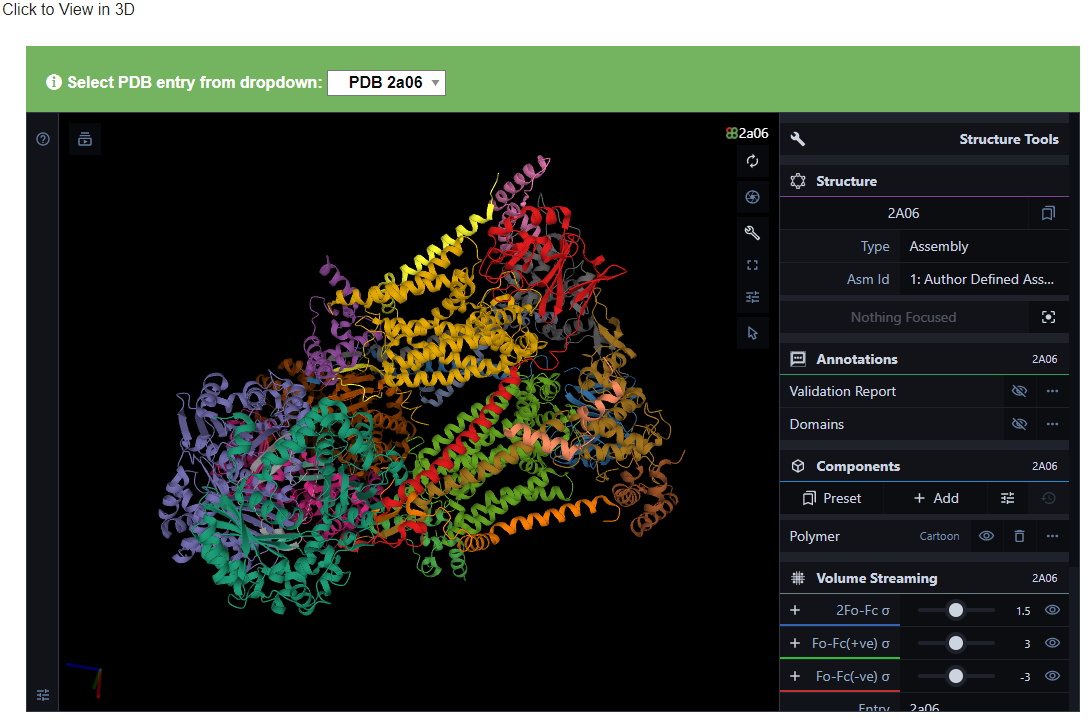 Click to View in 3D
Select PDB entry from dropdown: PDB 2a06
2a06
Structure Tools
Structure
2A06
Type Assembly
Asm Id 1: Author Defined Ass...
Nothing Focused
Annotations 2A06
Validation Report
Domains
Components 2A06
Preset + Add
Polymer Cartoon
Volume Streaming 2A06
+ 2Fo-Fc σ 1.5
+ Fo-Fc(+ve) σ 3
+ Fo-Fc(-ve) σ -3
Entry 2a06